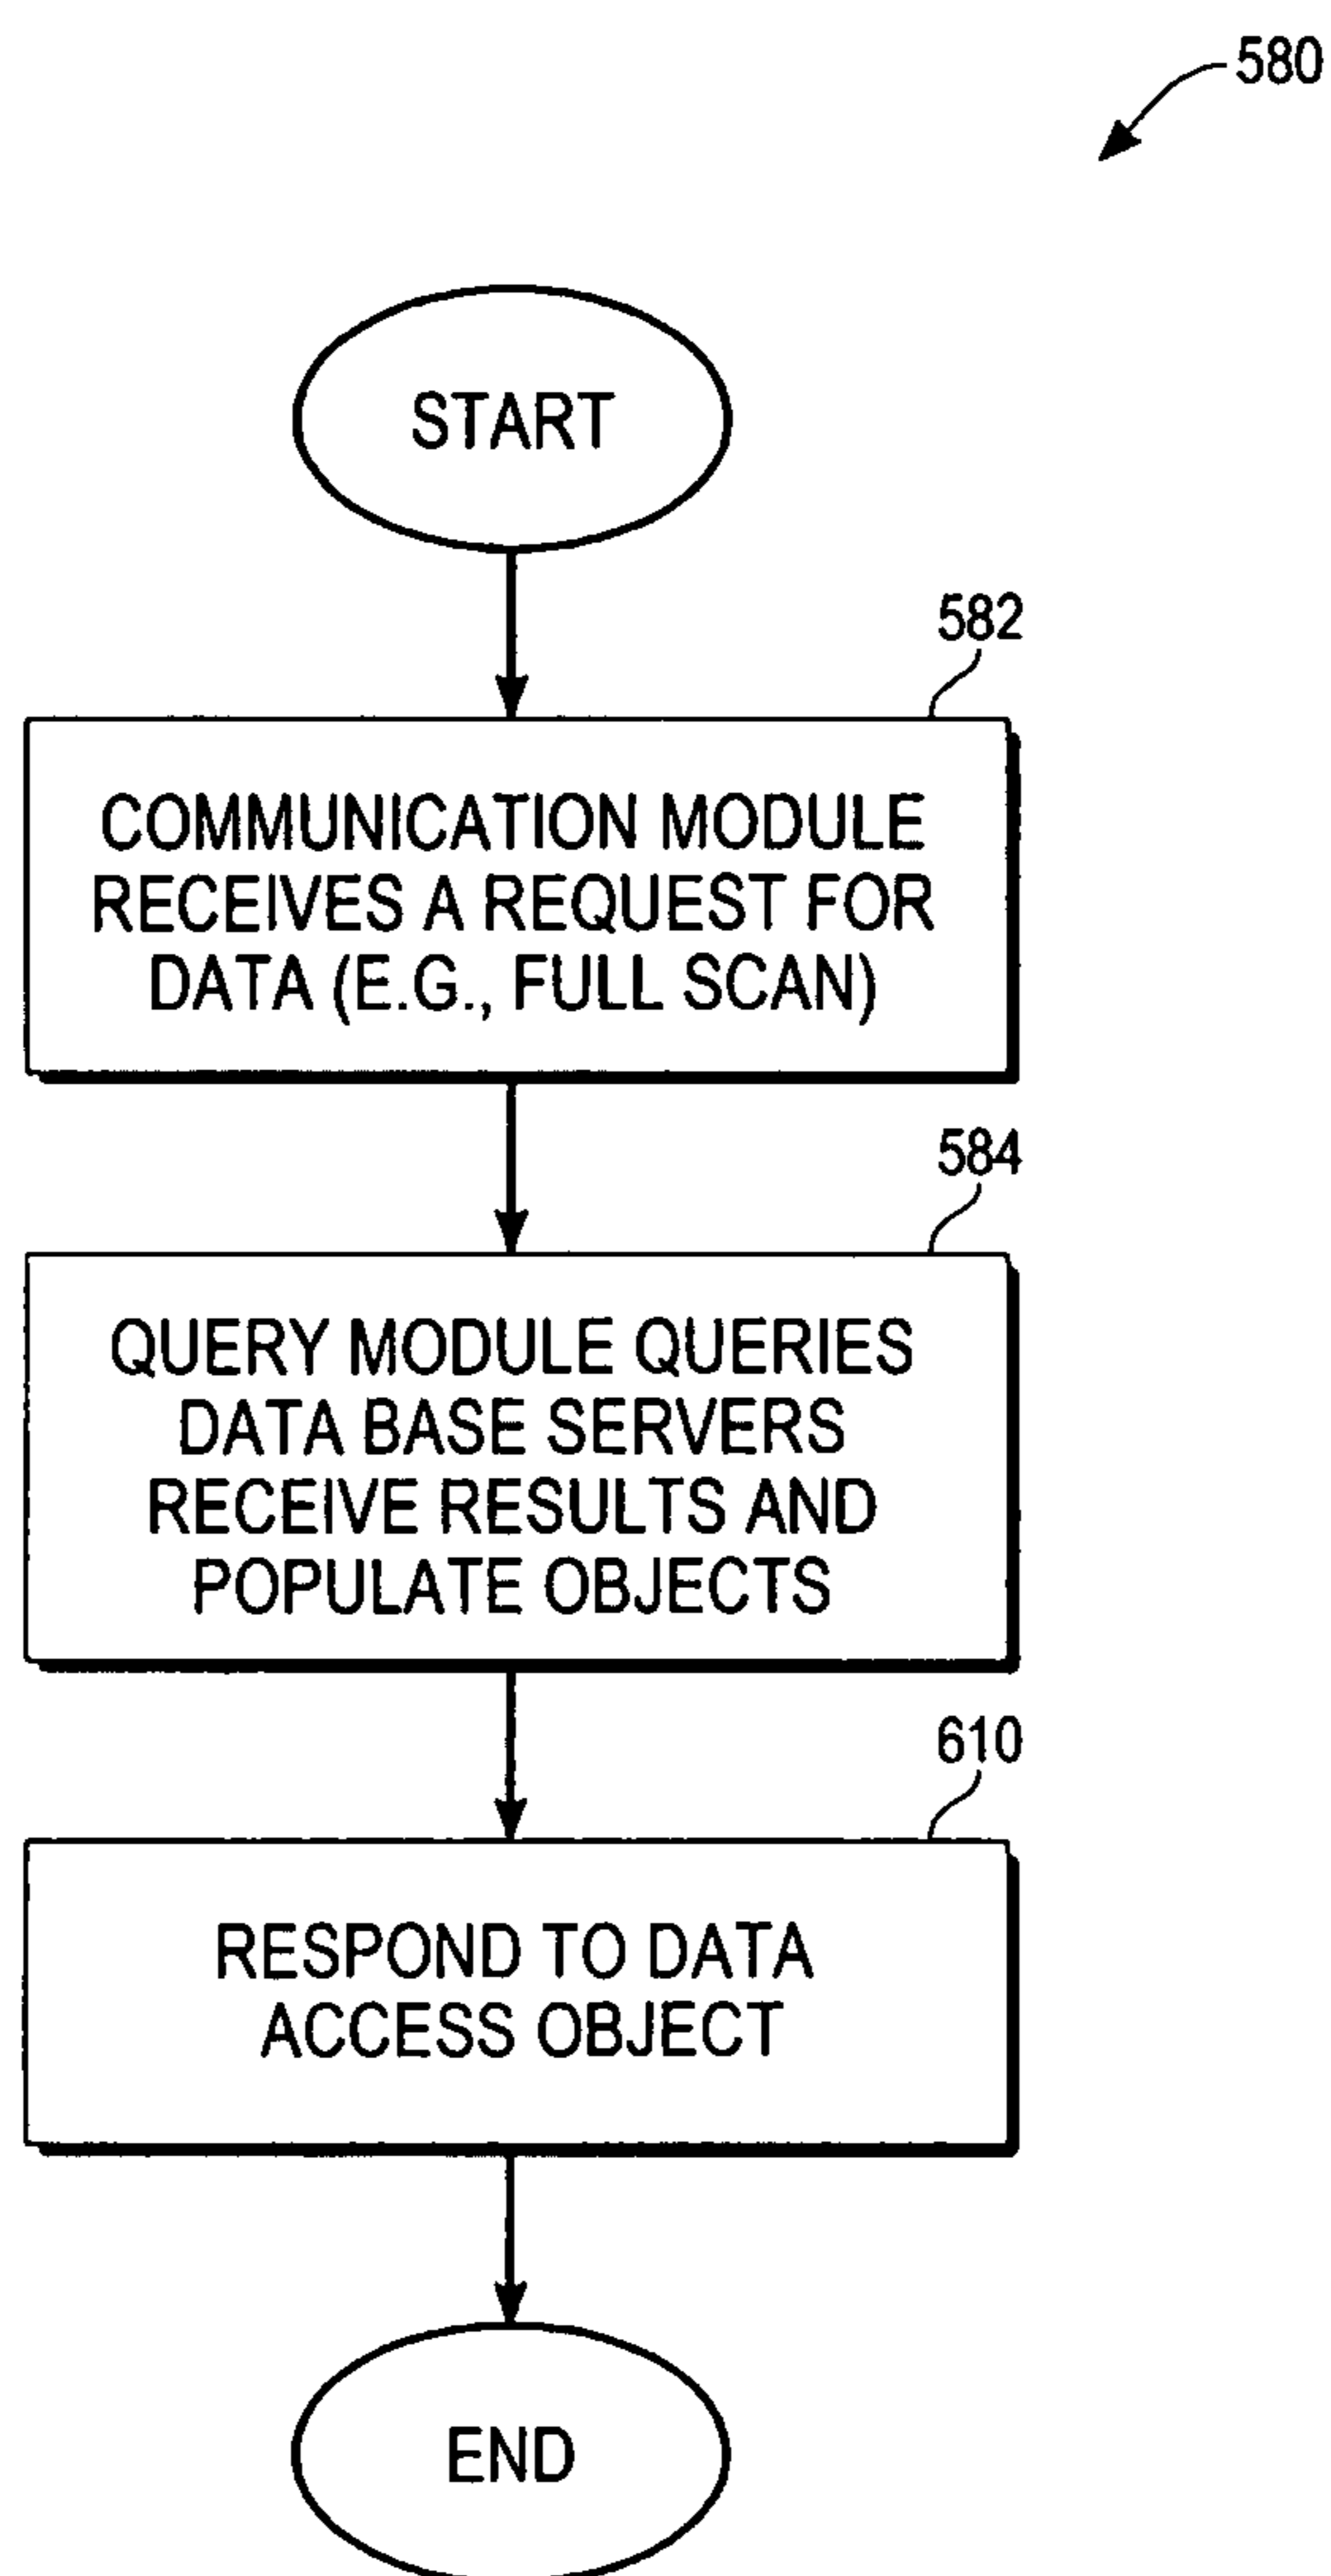 580
START
582
COMMUNICATION MODULE
RECEIVES A REQUEST FOR
DATA (E.G., FULL SCAN)
584
QUERY MODULE QUERIES
DATA BASE SERVERS
RECEIVE RESULTS AND
POPULATE OBJECTS
610
RESPOND TO DATA
ACCESS OBJECT
END